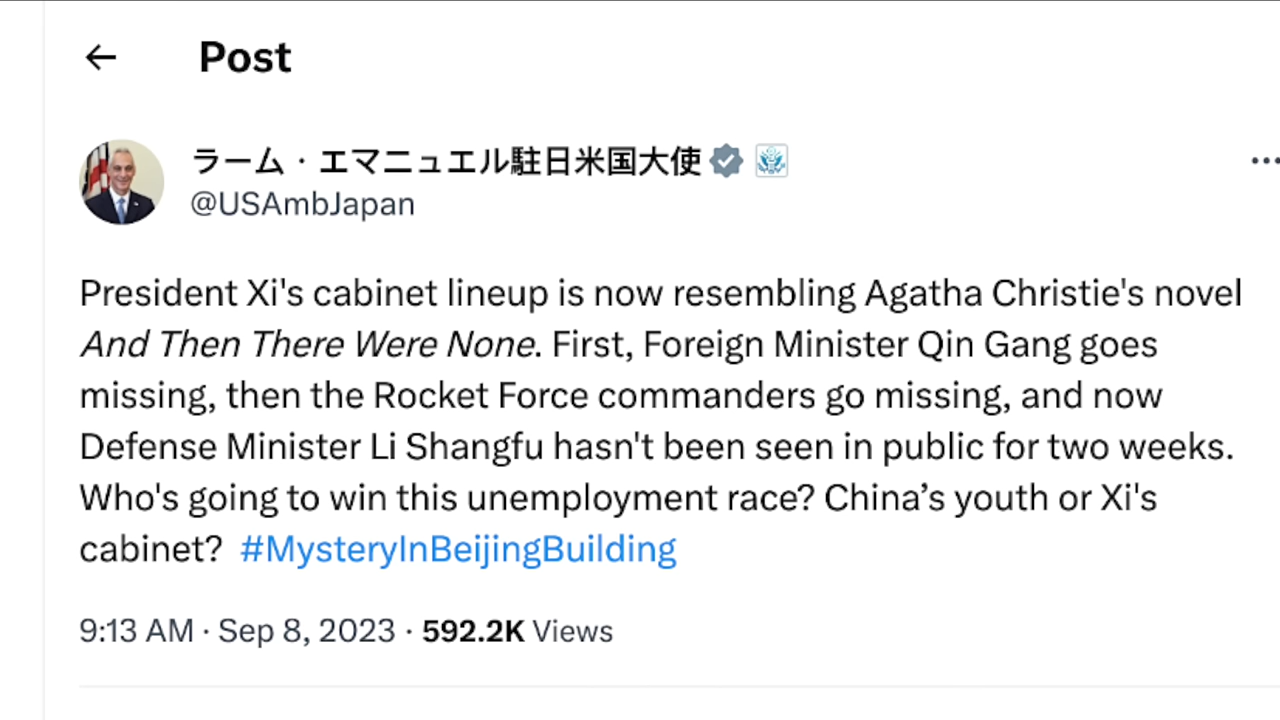 Post
ラーム・エマニュエル駐日米国大使
@USAmbJapan
President Xi's cabinet lineup is now resembling Agatha Christie's novel
And Then There Were None. First, Foreign Minister Qin Gang goes
missing, then the Rocket Force commanders go missing, and now
Defense Minister Li Shangfu hasn't been seen in public for two weeks.
Who's going to win this unemployment race? China’s youth or Xi's
cabinet? #MysteryInBeijingBuilding
9:13 AM · Sep 8, 2023 · 592.2K Views